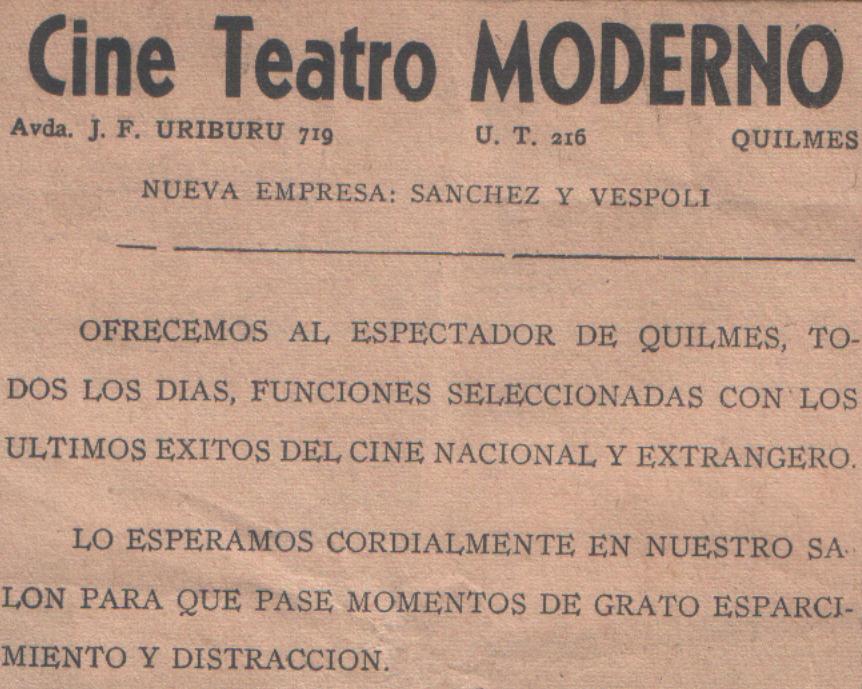 Cine Teatro MODERNO
Avda. J. F. URIBURU 719 U. T. 216 QUILMES
NUEVA EMPRESA: SANCHEZ Y VESPOLI
OFRECEMOS AL ESPECTADOR DE QUILMES, TO-
DOS LOS DIAS, FUNCIONES SELECCIONADAS CON LOS
ULTIMOS EXITOS DEL CINE NACIONAL Y EXTRANGERO.
LO ESPERAMOS CORDIALMENTE EN NUESTRO SA-
LON PARA QUE PASE MOMENTOS DE GRATO ESPARCI-
MIENTO Y DISTRACCION.